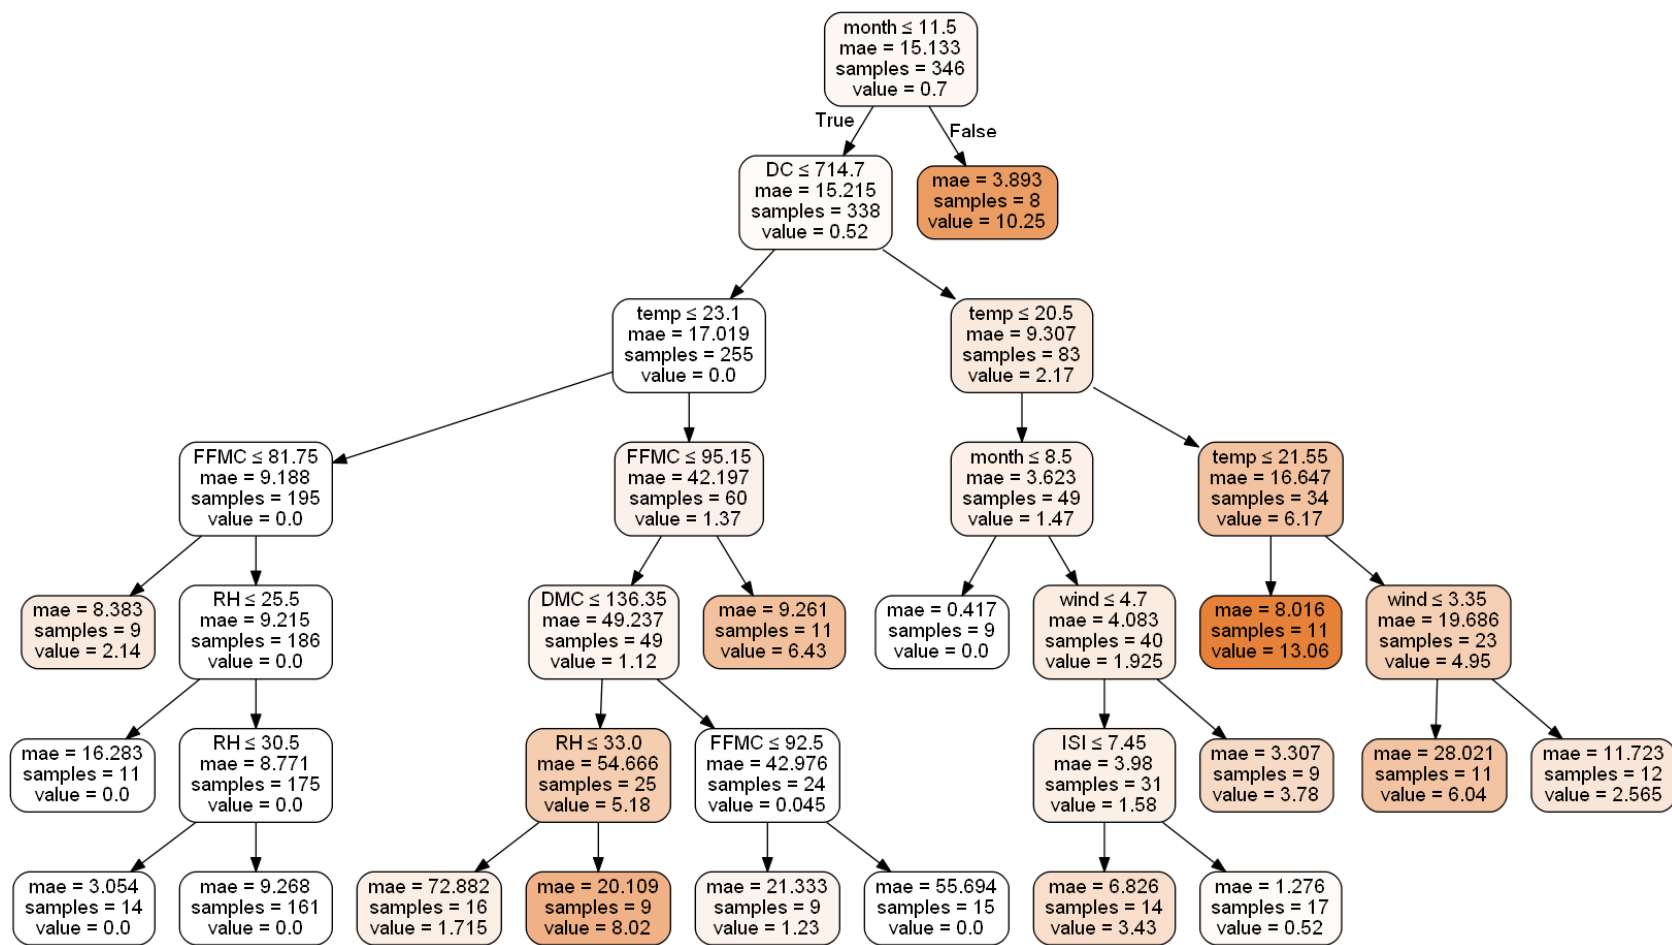 month ≤ 11.5
mae = 15.133
samples = 346
value = 0.7
True
False
DC ≤ 714.7
mae = 15.215
samples = 338
value = 0.52
mae = 3.893
samples = 8
value = 10.25
temp ≤ 23.1
mae = 17.019
samples = 255
value = 0.0
temp ≤ 20.5
mae = 9.307
samples = 83
value = 2.17
FFMC ≤ 81.75
mae = 9.188
samples = 195
value = 0.0
FFMC ≤ 95.15
mae = 42.197
samples = 60
value = 1.37
month ≤ 8.5
mae = 3.623
samples = 49
value = 1.47
temp ≤ 21.55
mae = 16.647
samples = 34
value = 6.17
mae = 8.383
samples = 9
value = 2.14
RH ≤ 25.5
mae = 9.215
samples = 186
value = 0.0
DMC ≤ 136.35
mae = 49.237
samples = 49
value = 1.12
mae = 9.261
samples = 11
value = 6.43
mae = 0.417
samples = 9
value = 0.0
wind ≤ 4.7
mae = 4.083
samples = 40
value = 1.925
mae = 8.016
samples = 11
value = 13.06
wind ≤ 3.35
mae = 19.686
samples = 23
value = 4.95
mae = 16.283
samples = 11
value = 0.0
RH ≤ 30.5
mae = 8.771
samples = 175
value = 0.0
RH ≤ 33.0
mae = 54.666
samples = 25
value = 5.18
FFMC ≤ 92.5
mae = 42.976
samples = 24
value = 0.045
ISI ≤ 7.45
mae = 3.98
samples = 31
value = 1.58
mae = 3.307
samples = 9
value = 3.78
mae = 28.021
samples = 11
value = 6.04
mae = 11.723
samples = 12
value = 2.565
mae = 3.054
samples = 14
value = 0.0
mae = 9.268
samples = 161
value = 0.0
mae = 72.882
samples = 16
value = 1.715
mae = 20.109
samples = 9
value = 8.02
mae = 21.333
samples = 9
value = 1.23
mae = 55.694
samples = 15
value = 0.0
mae = 6.826
samples = 14
value = 3.43
mae = 1.276
samples = 17
value = 0.52